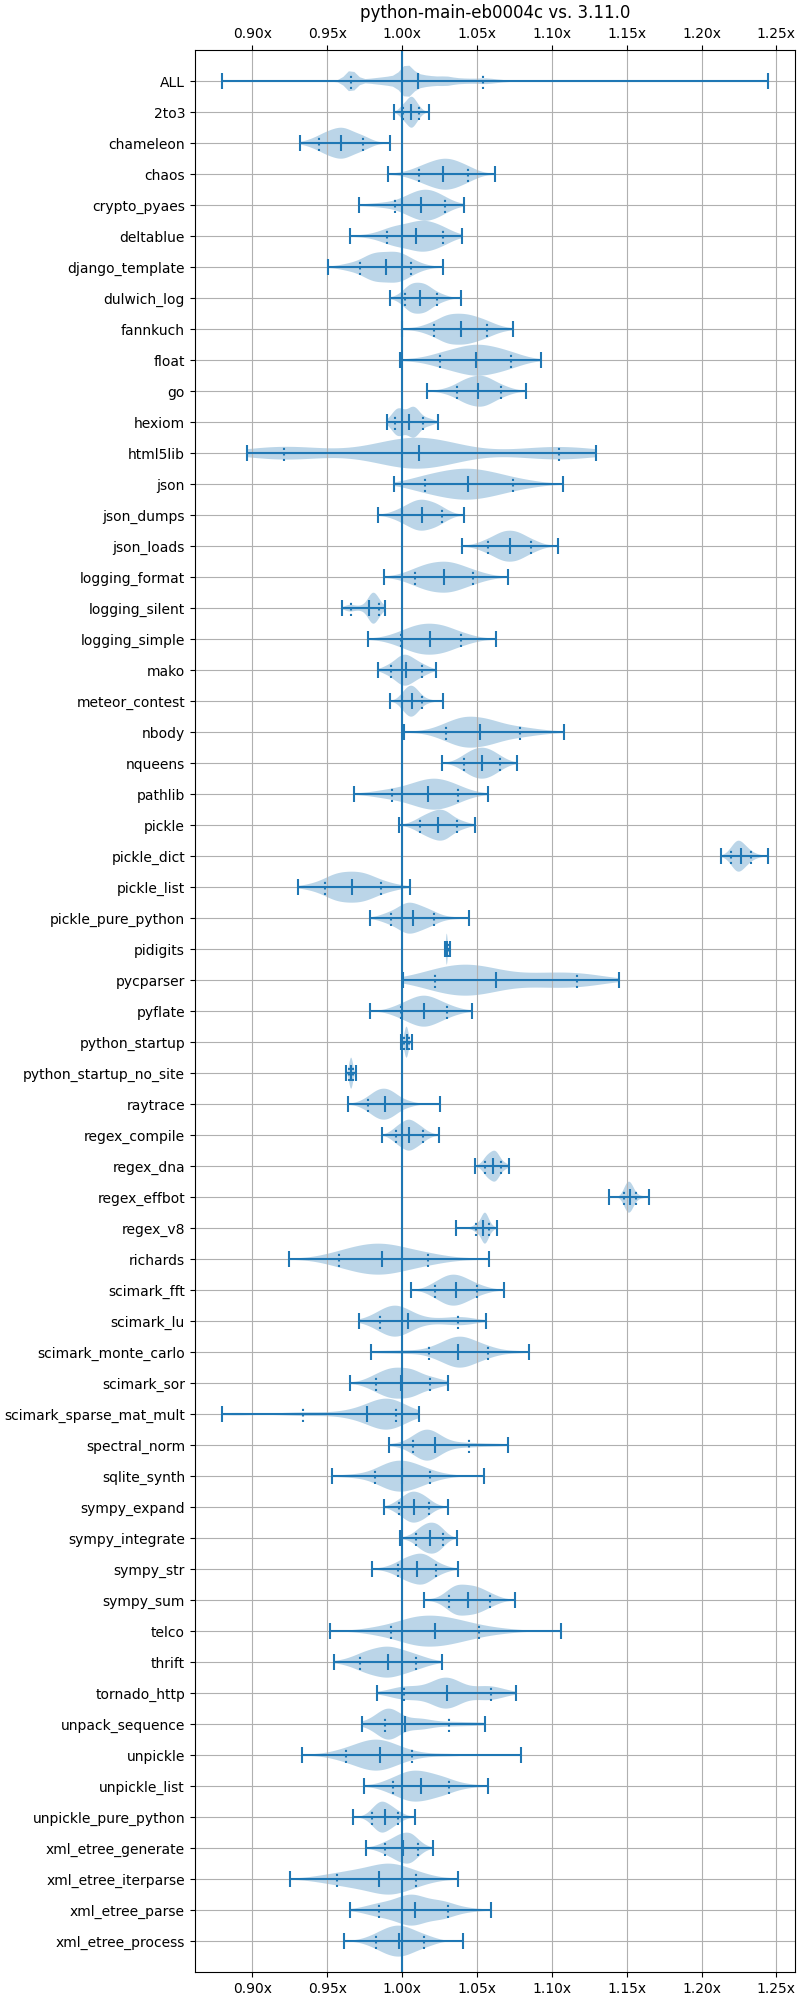 python-main-eb0004c vs. 3.11.0
0.90x 0.95x 1.00x 1.05x 1.10x 1.15x 1.20x 1.25x
ALL
2to3
chameleon
chaos
crypto_pyaes
deltablue
django_template
dulwich_log
fannkuch
float
go
hexiom
html5lib
json
json_dumps
json_loads
logging_format
logging_silent
logging_simple
mako
meteor_contest
nbody
nqueens
pathlib
pickle
pickle_dict
pickle_list
pickle_pure_python
pidigits
pycparser
pyflate
python_startup
python_startup_no_site
raytrace
regex_compile
regex_dna
regex_effbot
regex_v8
richards
scimark_fft
scimark_lu
scimark_monte_carlo
scimark_sor
scimark_sparse_mat_mult
spectral_norm
sqlite_synth
sympy_expand
sympy_integrate
sympy_str
sympy_sum
telco
thrift
tornado_http
unpack_sequence
unpickle
unpickle_list
unpickle_pure_python
xml_etree_generate
xml_etree_iterparse
xml_etree_parse
xml_etree_process
0.90x 0.95x 1.00x 1.05x 1.10x 1.15x 1.20x 1.25x